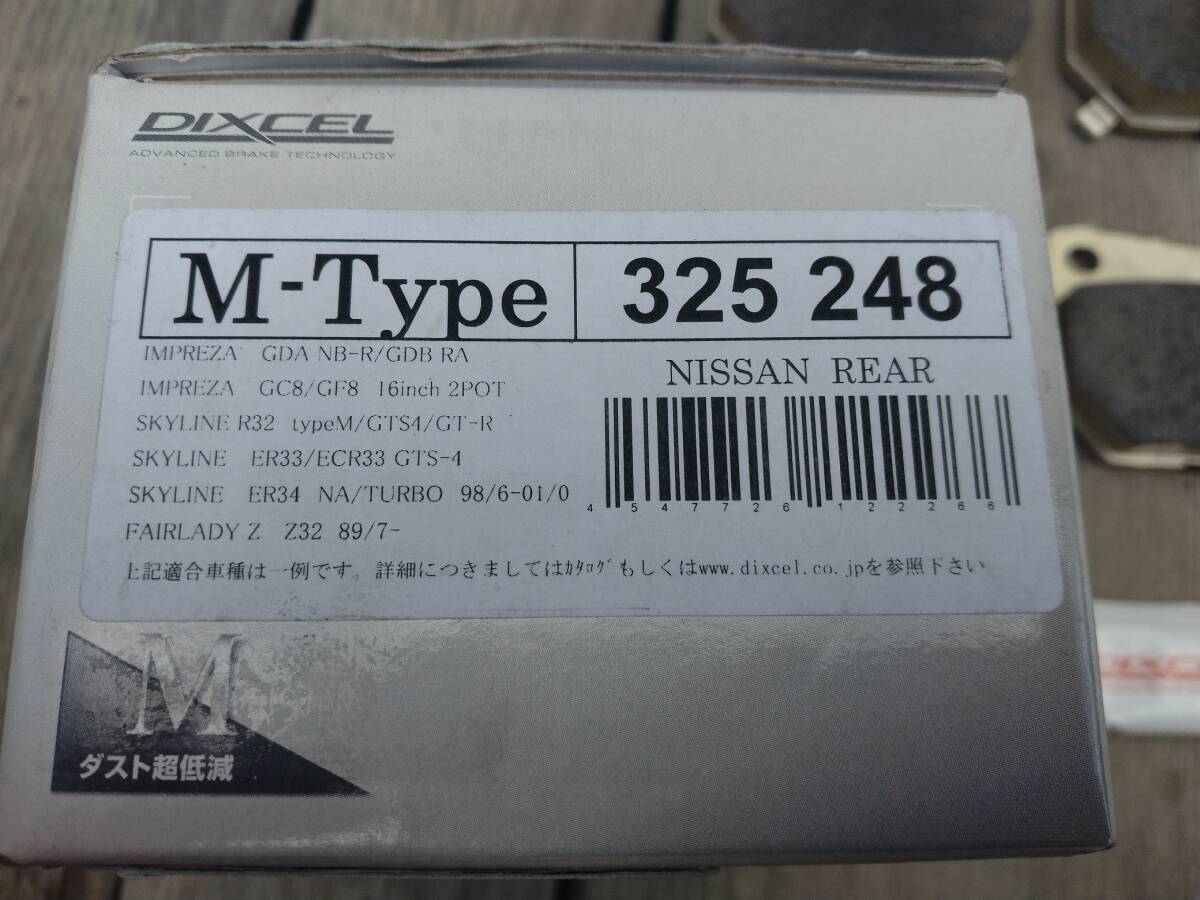 DIXCEL
ADVANCED BRAKE TECHNOLOGY
M-Type 325 248
IMPREZA GDA NB-R/GDB RA
IMPREZA GC8/GF8 16inch 2POT
SKYLINE R32 typeM/GTS4/GT-R
SKYLINE ER33/ECR33 GTS-4
SKYLINE ER34 NA/TURBO 98/6-01/0
FAIRLADY Z Z32 89/7-
NISSAN REAR
4 547726 122266
上記適合車種は一例です。詳細につきましてはｶﾀﾛｸﾞもしくはwww.dixcel.co.jpを参照下さい
M
ダスト超低減